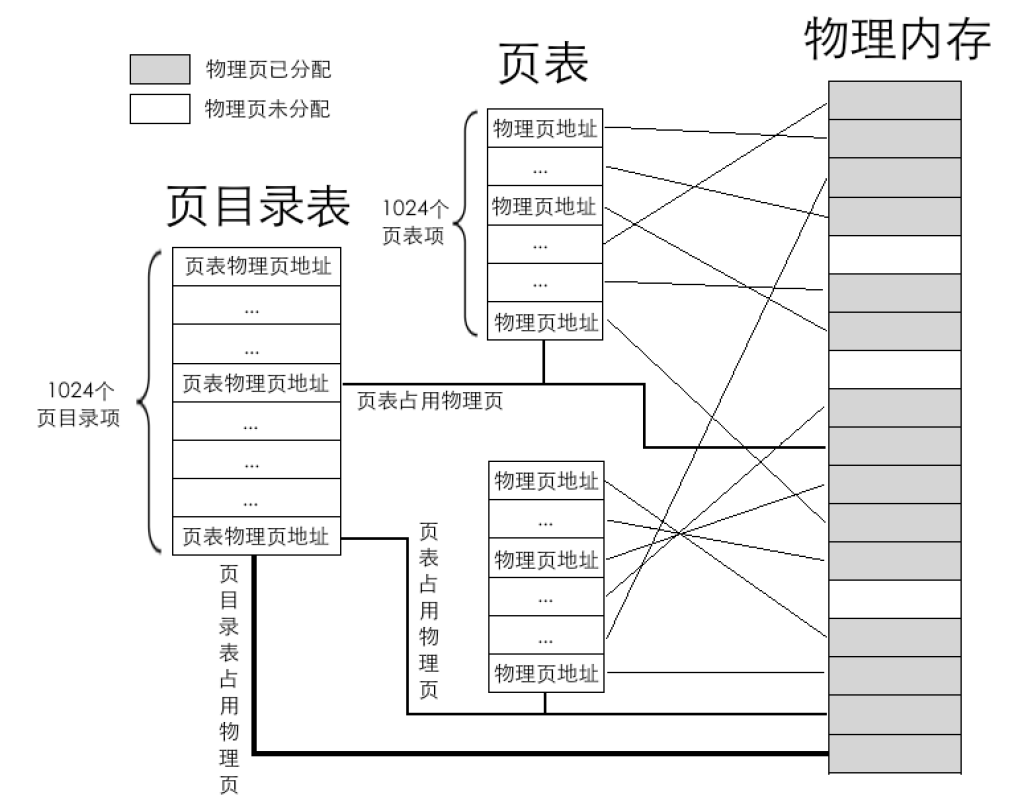 物理内存
页表
物理页已分配
物理页未分配
页目录表
1024个
页表项
物理页地址
...
物理页地址
...
...
物理页地址
页表物理页地址
...
...
页表物理页地址
...
...
...
页表物理页地址
1024个
页目录项
页表占用物理页
物理页地址
...
物理页地址
...
...
物理页地址
页表占用物理页
页目录表占用物理页